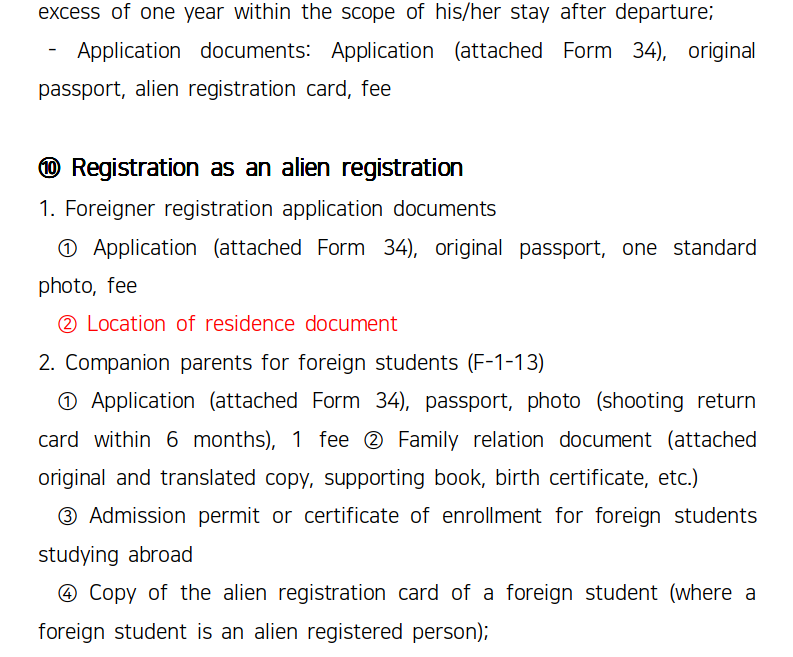 excess of one year within the scope of his/her stay after departure;
- Application documents: Application (attached Form 34), original
passport, alien registration card, fee
⑩ Registration as an alien registration
1. Foreigner registration application documents
① Application (attached Form 34), original passport, one standard
photo, fee
② Location of residence document
2. Companion parents for foreign students (F-1-13)
① Application (attached Form 34), passport, photo (shooting return
card within 6 months), 1 fee ② Family relation document (attached
original and translated copy, supporting book, birth certificate, etc.)
③ Admission permit or certificate of enrollment for foreign students
studying abroad
④ Copy of the alien registration card of a foreign student (where a
foreign student is an alien registered person);